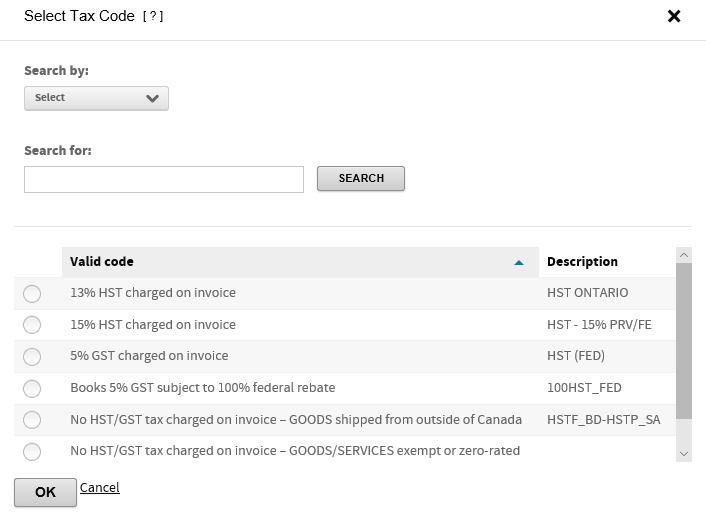 Select Tax Code [ ? ]
Search by:
Select
Search for:
SEARCH
Valid code Description
13% HST charged on invoice HST ONTARIO
15% HST charged on invoice HST - 15% PRV/FE
5% GST charged on invoice HST (FED)
Books 5% GST subject to 100% federal rebate 100HST_FED
No HST/GST tax charged on invoice – GOODS shipped from outside of Canada HSTF_BD-HSTP_SA
No HST/GST tax charged on invoice – GOODS/SERVICES exempt or zero-rated
OK Cancel